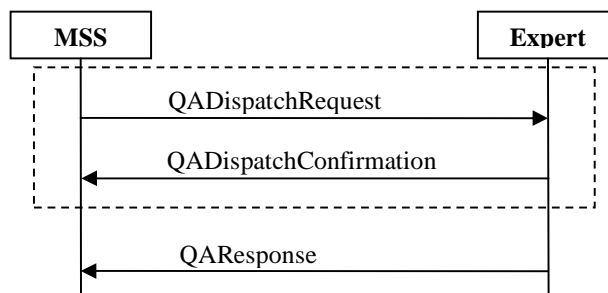 MSS
Expert
QADispatchRequest
QADispatchConfirmation
QAResponse